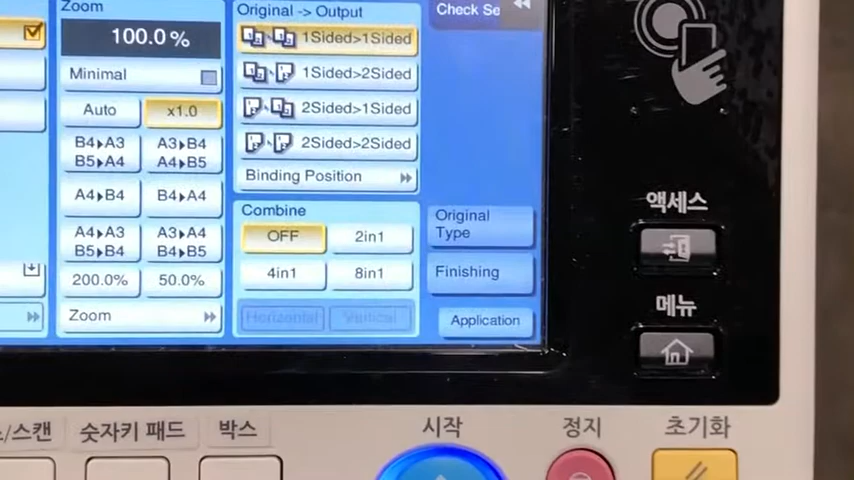 Zoom
100.0%
Minimal
Auto
x1.0
B4▸A3
B5▸A4
A3▸B4
A4▸B5
A4▸B4
B4▸A4
A4▸A3
B5▸B4
A3▸A4
B4▸B5
200.0%
50.0%
Zoom
Original -> Output
1Sided>1Sided
1Sided>2Sided
2Sided>1Sided
2Sided>2Sided
Binding Position
Combine
OFF
2in1
4in1
8in1
Horizontal
Vertical
Check Se
Original
Type
Finishing
Application
액세스
메뉴
/스캔
숫자키 패드
박스
시작
정지
초기화